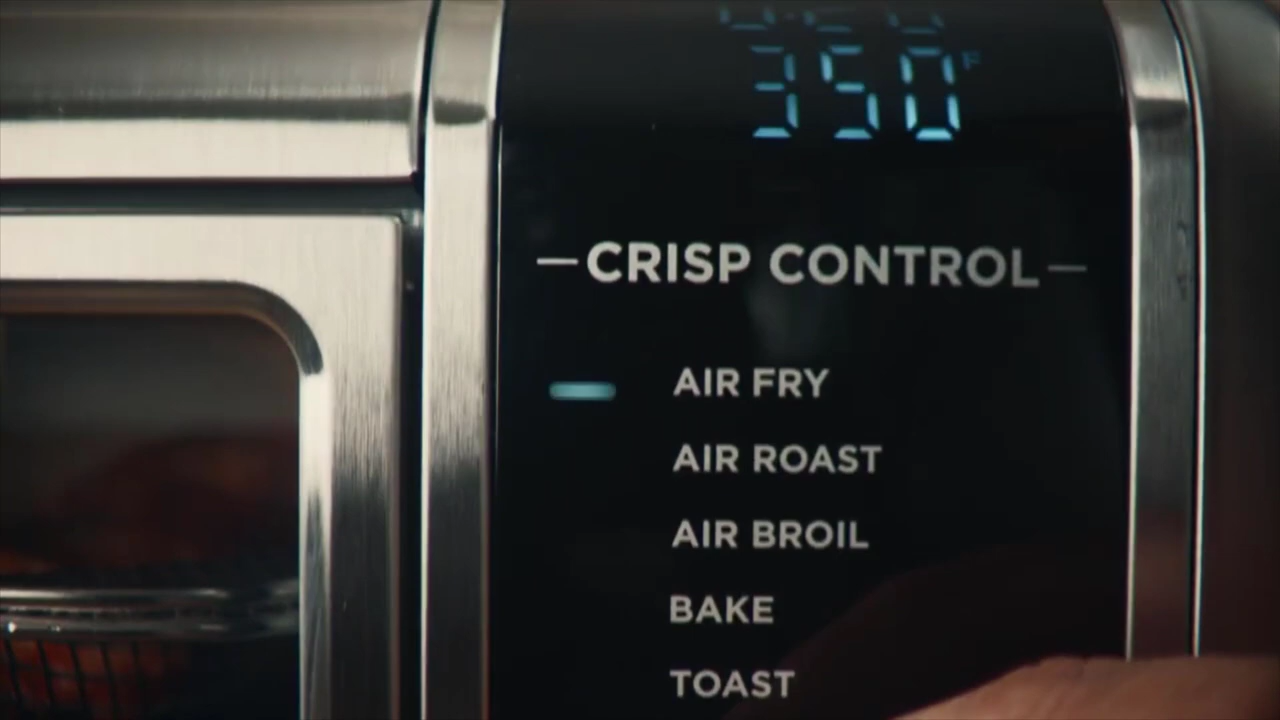 350 F
—CRISP CONTROL—
AIR FRY
AIR ROAST
AIR BROIL
BAKE
TOAST